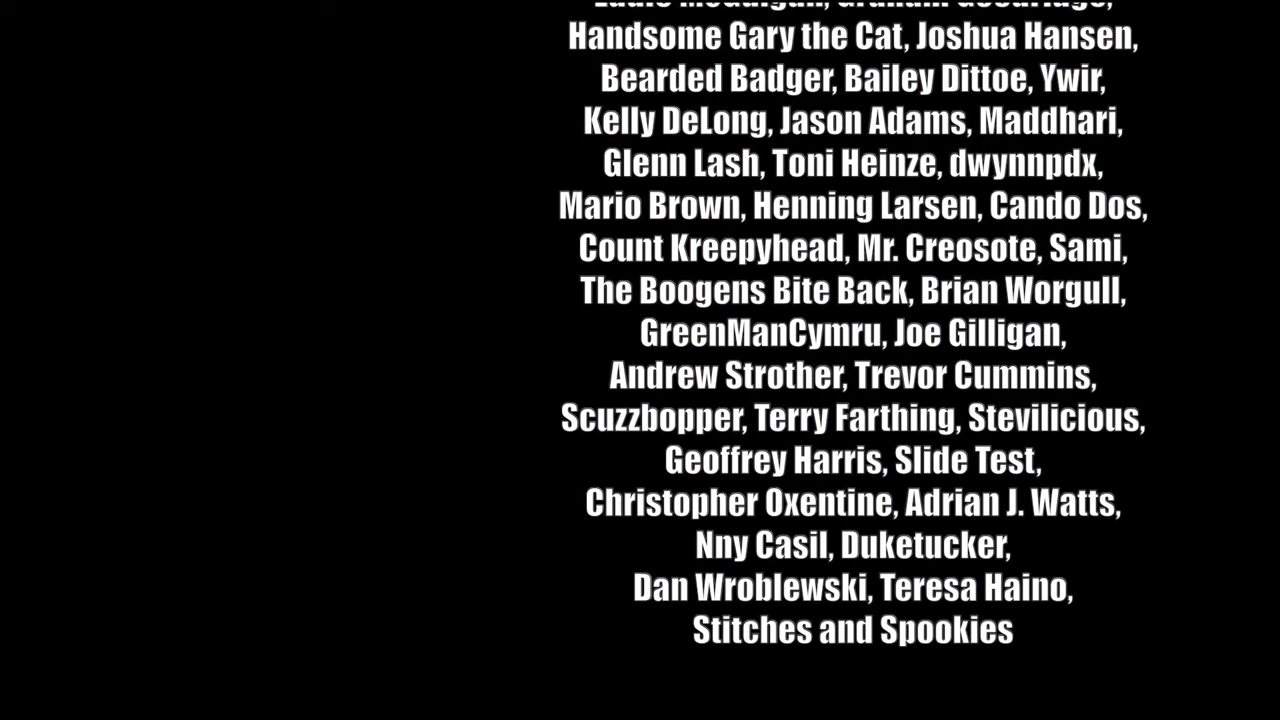 Handsome Gary the Cat, Joshua Hansen,
Bearded Badger, Bailey Dittoe, Ywir,
Kelly DeLong, Jason Adams, Maddhari,
Glenn Lash, Toni Heinze, dwynnpdx,
Mario Brown, Henning Larsen, Cando Dos,
Count Kreepyhead, Mr. Creosote, Sami,
The Boogens Bite Back, Brian Worgull,
GreenManCymru, Joe Gilligan,
Andrew Strother, Trevor Cummins,
Scuzzbopper, Terry Farthing, Stevilicious,
Geoffrey Harris, Slide Test,
Christopher Oxentine, Adrian J. Watts,
Nny Casil, Duketucker,
Dan Wroblewski, Teresa Haino,
Stitches and Spookies